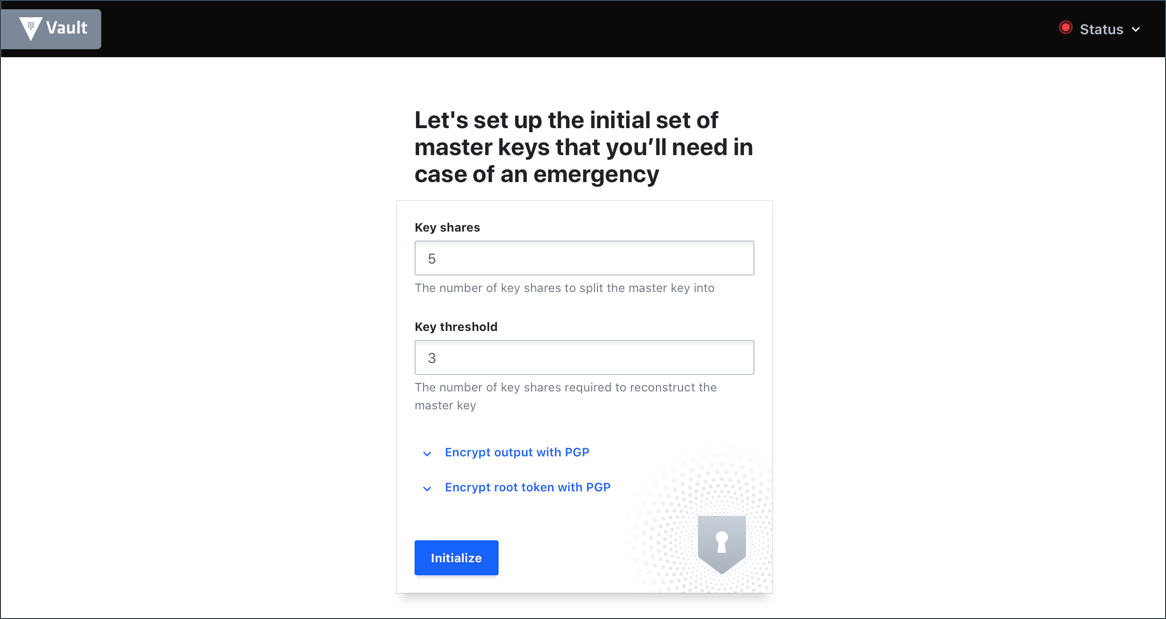 Vault
Status
Let's set up the initial set of
master keys that you’ll need in
case of an emergency
Key shares
5
The number of key shares to split the master key into
Key threshold
3
The number of key shares required to reconstruct the
master key
Encrypt output with PGP
Encrypt root token with PGP
Initialize